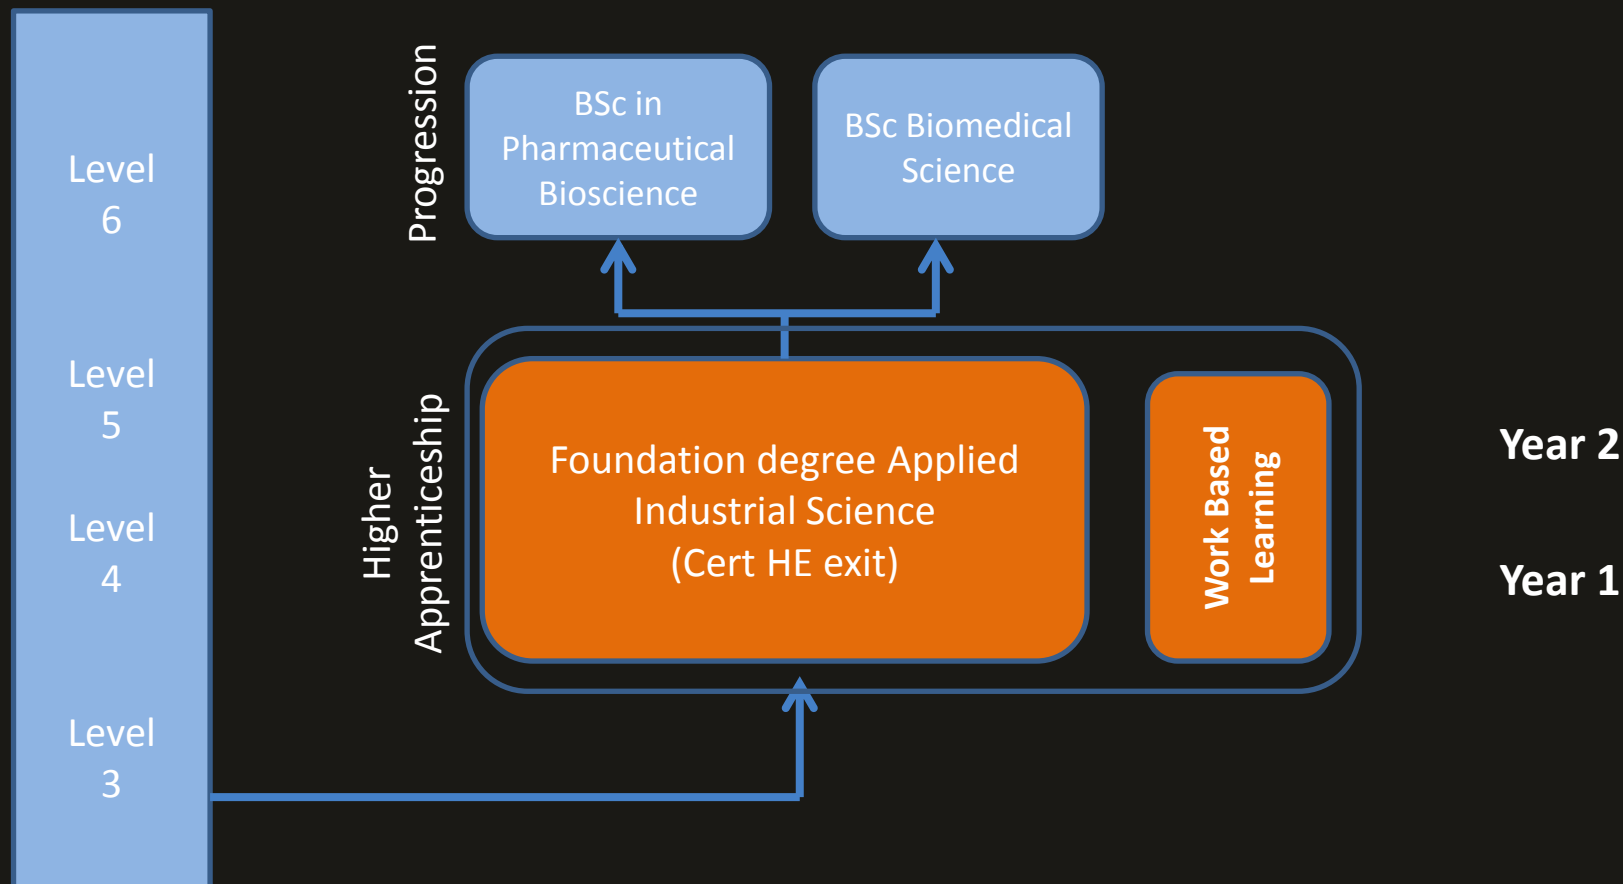 Level
6
Level
5
Level
4
Level
3
Progression
BSc in
Pharmaceutical
Bioscience
BSc Biomedical
Science
Higher
Apprenticeship
Foundation degree Applied
Industrial Science
(Cert HE exit)
Work Based
Learning
Year 2
Year 1